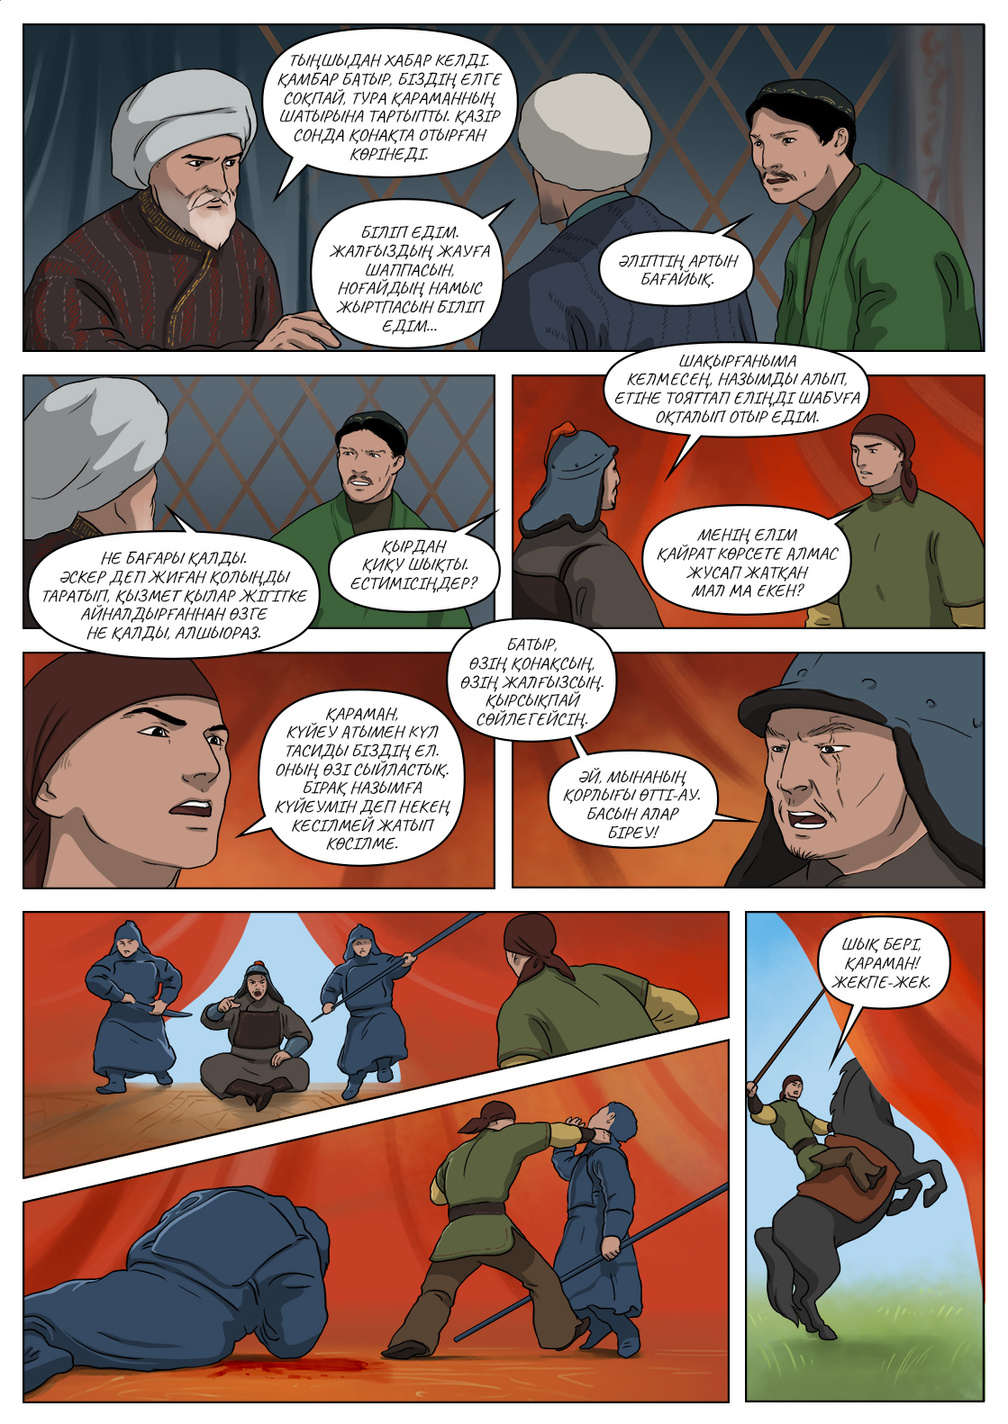 ТЫҢШЫДАН ХАБАР КЕЛДІ.
ҚАМБАР БАТЫР, БІЗДІҢ ЕЛГЕ
СОҚПАЙ, ТУРА ҚАРАМАННЫҢ
ШАТЫРЫНА ТАРТЫПТЫ. ҚАЗІР
СОНДА ҚОНАҚТА ОТЫРҒАН
КӨРІНЕДІ.
БІЛІП ЕДІМ.
ЖАЛҒЫЗДЫҢ ЖАУҒА
ШАППАСЫН,
НОҒАЙДЫҢ НАМЫС
ЖЫРТПАСЫН БІЛІП
ЕДІМ...
ӘЛІПТІҢ АРТЫН
БАҒАЙЫҚ.
НЕ БАҒАРЫ ҚАЛДЫ.
ӘСКЕР ДЕП ЖИҒАН ҚОЛЫҢДЫ
ТАРАТЫП, ҚЫЗМЕТ ҚЫЛАР ЖІГІТКЕ
АЙНАЛДЫРҒАННАН ӨЗГЕ
НЕ ҚАЛДЫ, АЛШЫОРАЗ.
ҚЫРДАН
ҚИҚУ ШЫҚТЫ.
ЕСТИМІСІҢДЕР?
ШАҚЫРҒАНЫМА
КЕЛМЕСЕҢ, НАЗЫМДЫ АЛЫП,
ЕТІНЕ ТОЯТТАП ЕЛІҢДІ ШАБУҒА
ОҚТАЛЫП ОТЫР ЕДІМ.
МЕНІҢ ЕЛІМ
ҚАЙРАТ КӨРСЕТЕ АЛМАС
ЖУСАП ЖАТҚАН
МАЛ МА ЕКЕН?
ҚАРАМАН,
КҮЙЕУ АТЫМЕН КҮЛ
ТАСИДЫ БІЗДІҢ ЕЛ.
ОНЫҢ ӨЗІ СЫЙЛАСТЫҚ.
БІРАҚ НАЗЫМҒА
КҮЙЕУМІН ДЕП НЕКЕҢ
КЕСІЛМЕЙ ЖАТЫП
КӨСІЛМЕ.
БАТЫР,
ӨЗІҢ ҚОНАҚСЫҢ,
ӨЗІҢ ЖАЛҒЫЗСЫҢ.
ҚЫРСЫҚПАЙ
СӨЙЛЕГЕЙСІҢ.
ӘЙ, МЫНАНЫҢ
ҚОРЛЫҒЫ ӨТТІ-АУ.
БАСЫН АЛАР
БІРЕУ!
ШЫҚ БЕРІ,
ҚАРАМАН!
ЖЕКПЕ-ЖЕК.